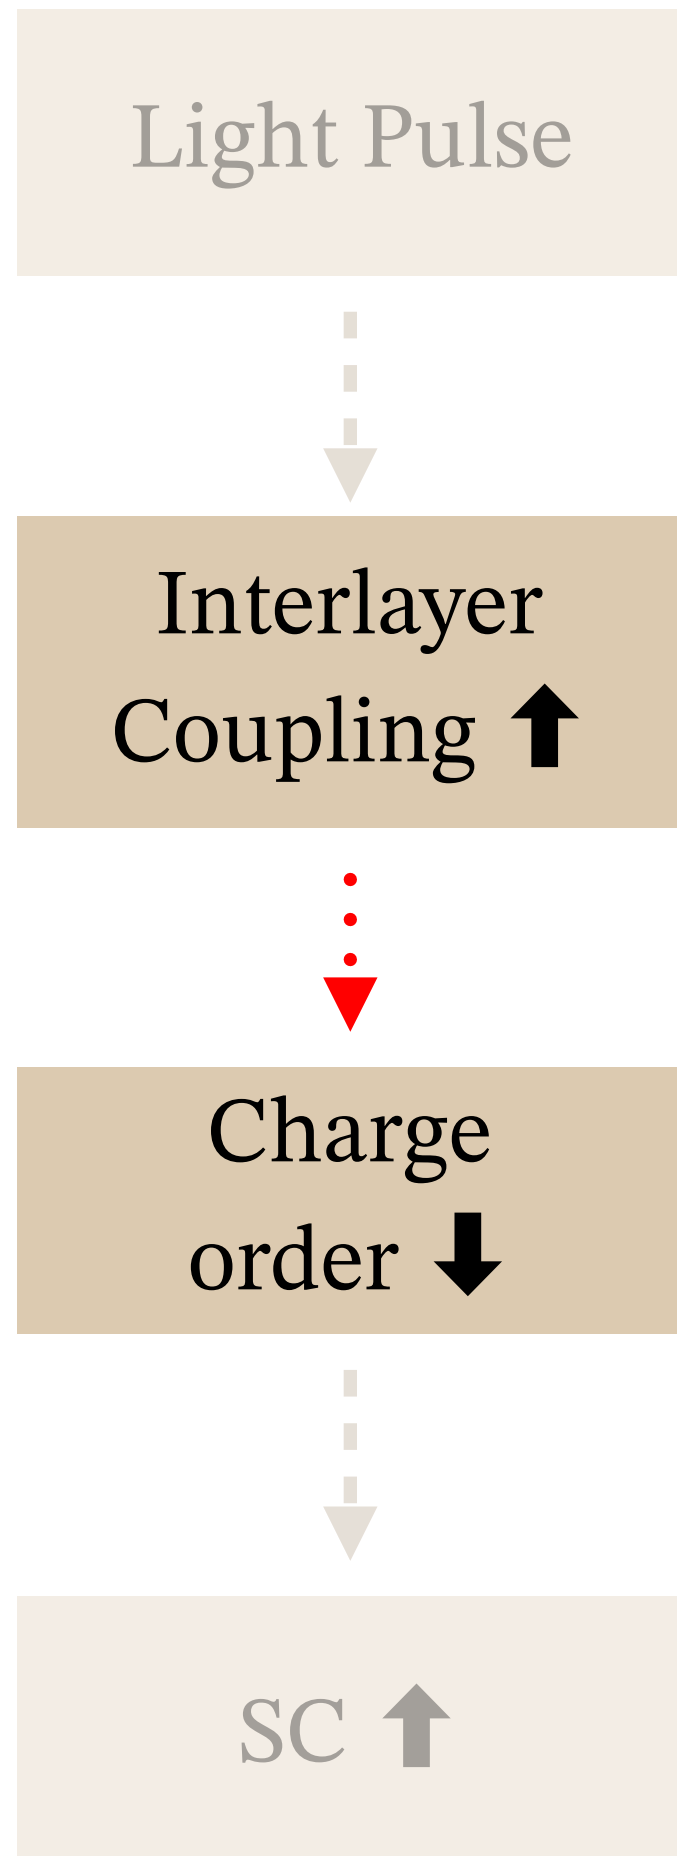 Light Pulse
Interlayer
Coupling ⬆
Charge
order ⬇
SC ⬆